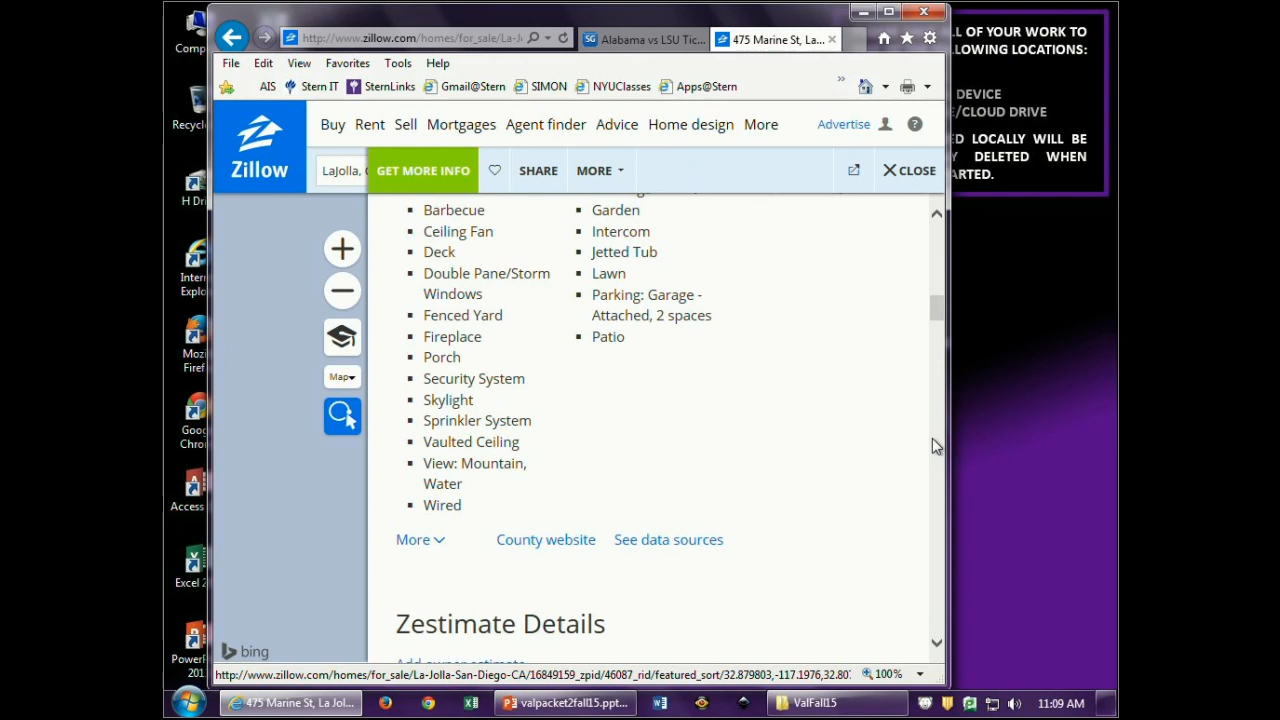 LL OF YOUR WORK TO
LLOWING LOCATIONS:
DEVICE
E/CLOUD DRIVE
D LOCALLY WILL BE
Y DELETED WHEN
ARTED.
Comp
Recycl
H Dri
Intern
Explo
Mozi
Firef
Goog
Chron
Access
Excel 2
PowerP
201
http://www.zillow.com/homes/for_sale/La-J
Alabama vs LSU Tic...
475 Marine St, La...
File Edit View Favorites Tools Help
AIS Stern IT SternLinks Gmail@Stern SIMON NYUClasses Apps@Stern
Zillow
Buy Rent Sell Mortgages Agent finder Advice Home design More Advertise
LaJolla, GET MORE INFO SHARE MORE CLOSE
Map
Barbecue
Ceiling Fan
Deck
Double Pane/Storm
Windows
Fenced Yard
Fireplace
Porch
Security System
Skylight
Sprinkler System
Vaulted Ceiling
View: Mountain,
Water
Wired
Garden
Intercom
Jetted Tub
Lawn
Parking: Garage -
Attached, 2 spaces
Patio
More County website See data sources
Zestimate Details
Add owner estimate
bing
http://www.zillow.com/homes/for_sale/La-Jolla-San-Diego-CA/16849159_zpid/46087_rid/featured_sort/32.879803,-117.1976,32.80
100%
475 Marine St, La Jol... valpacket2fall15.ppt... ValFall15 11:09 AM